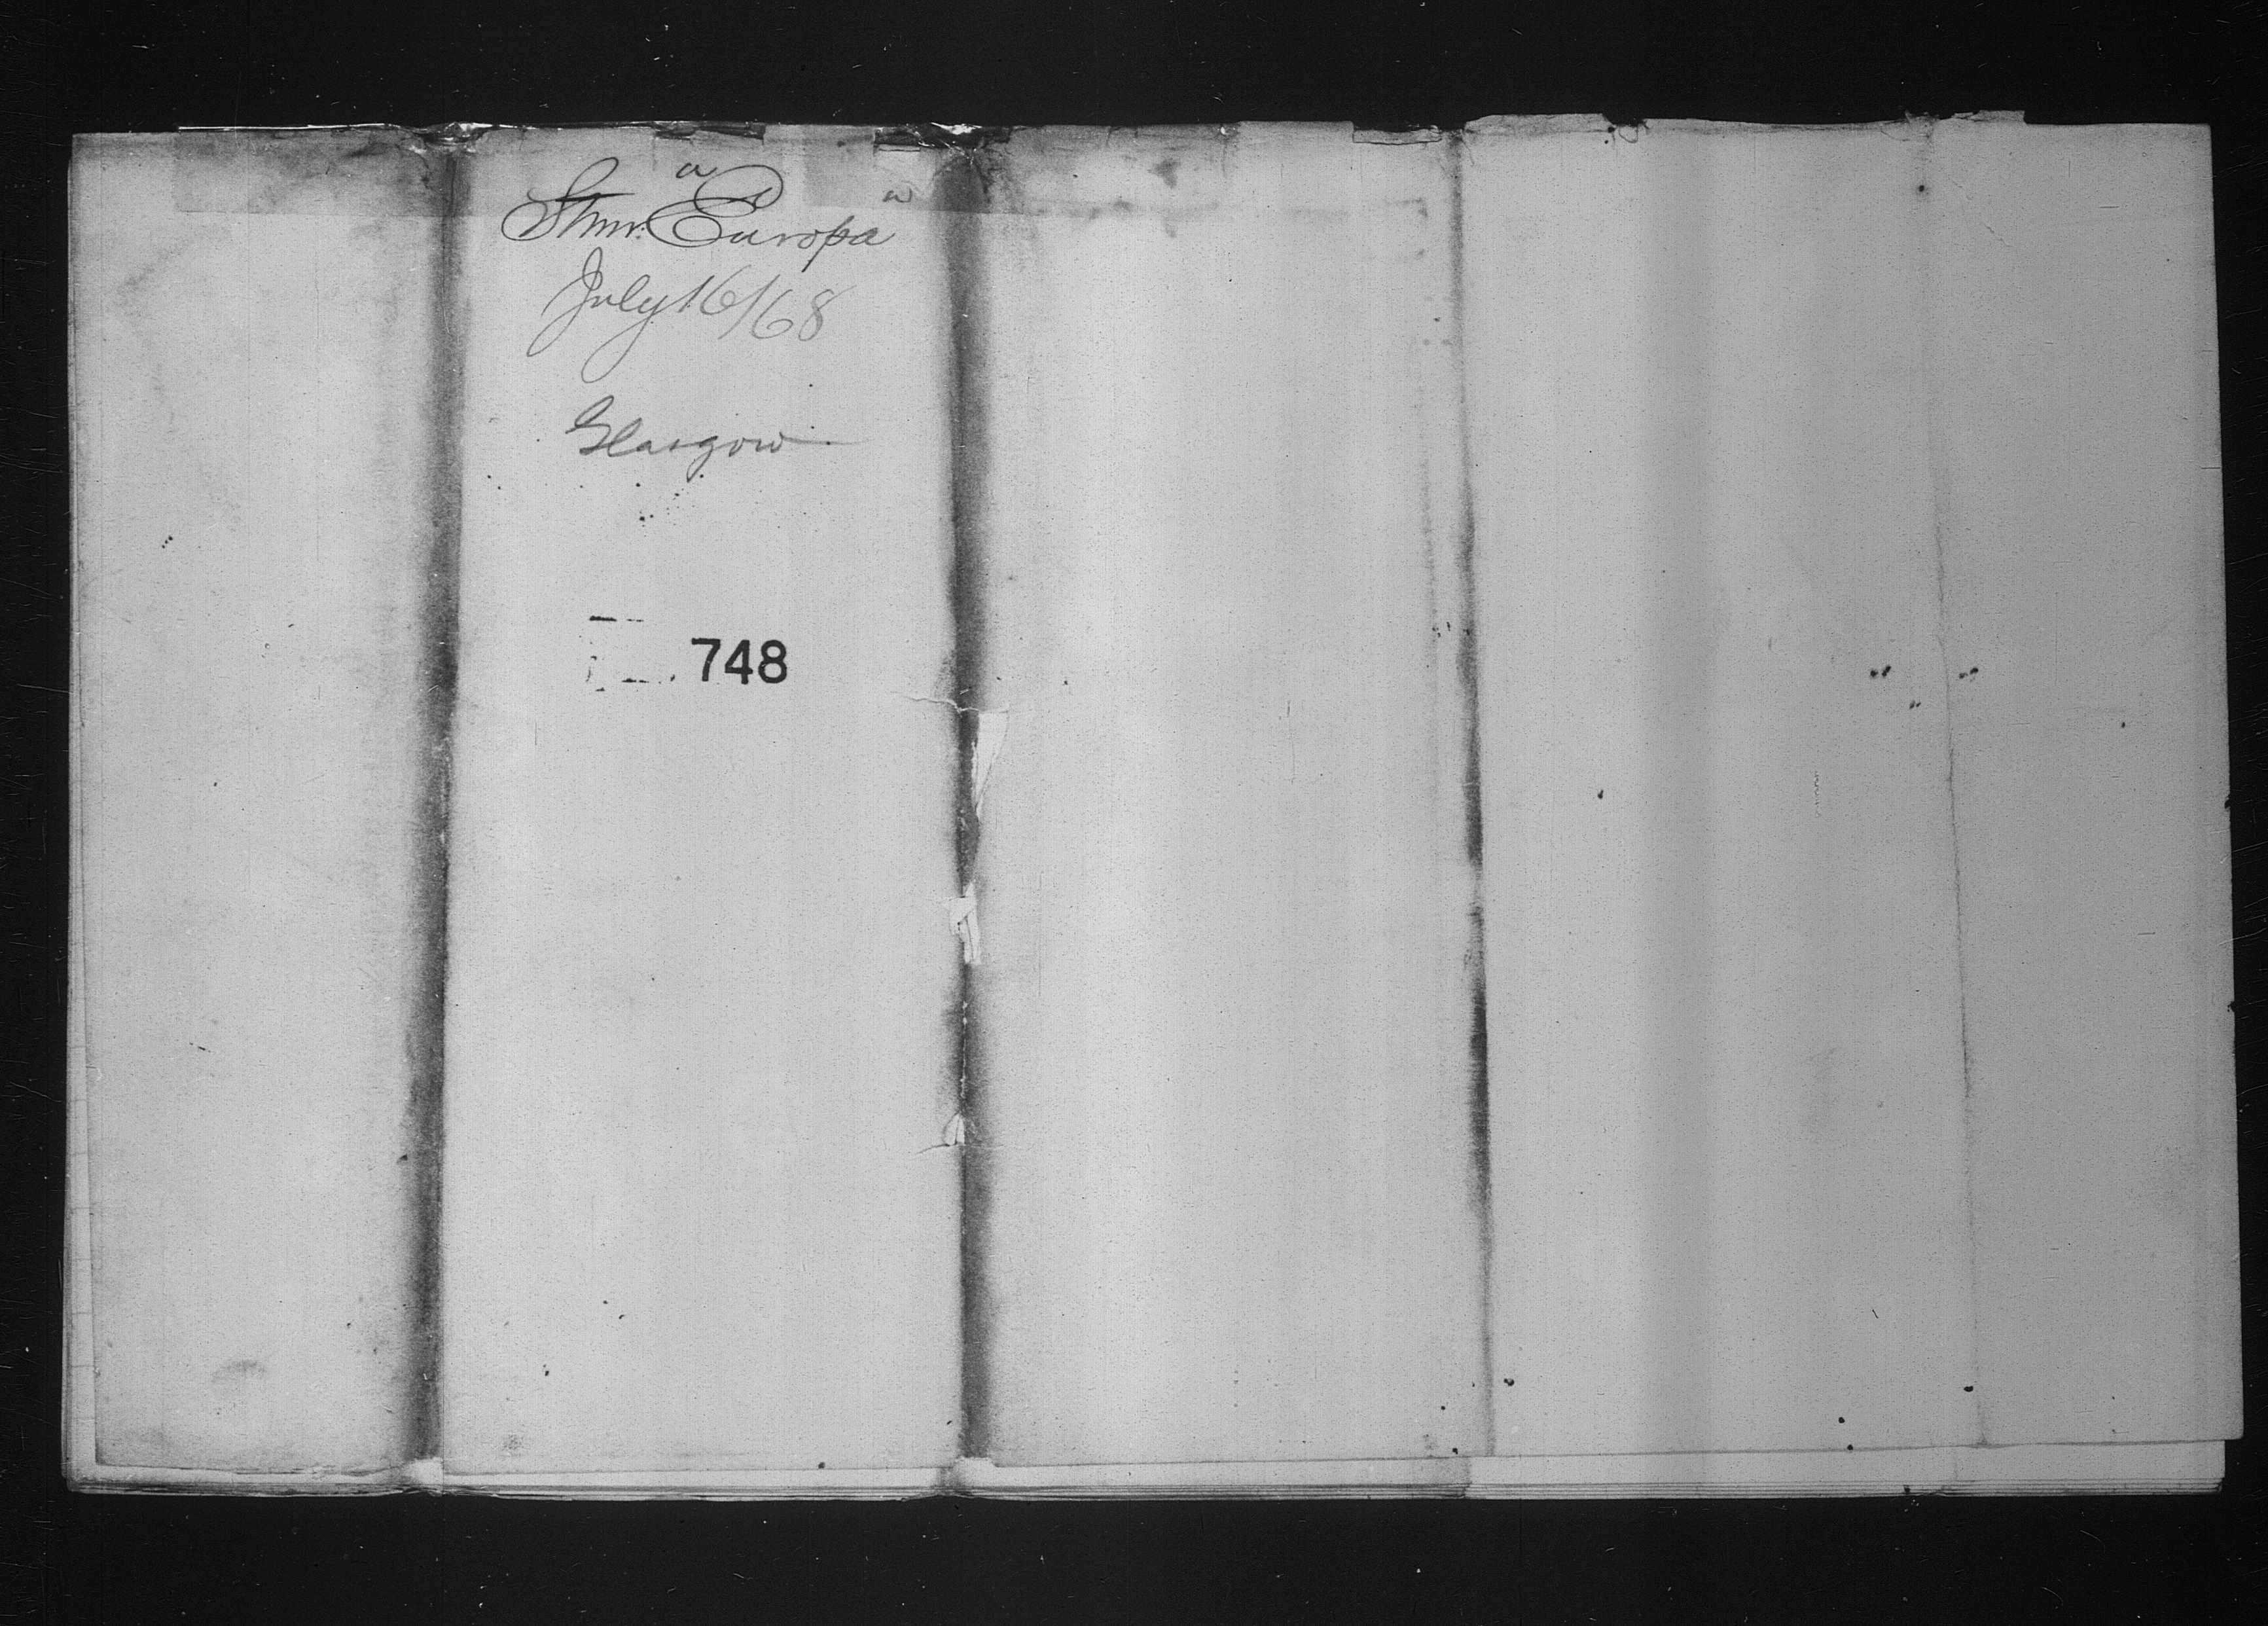 Stmr. "Europa"
July 16/68
Glasgow
748